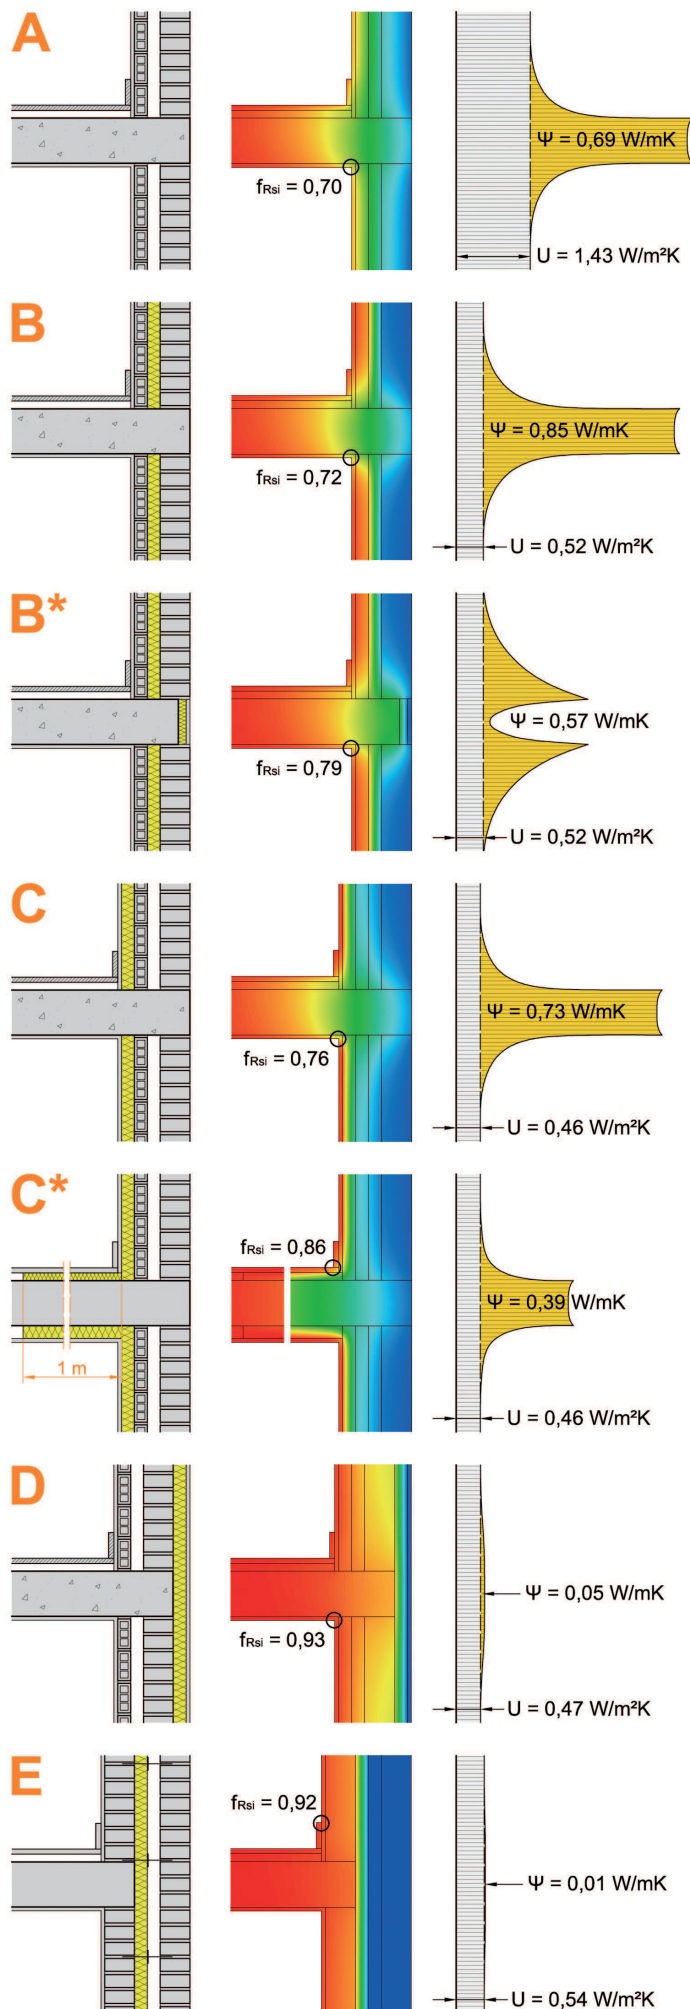 A
Ψ = 0,69 W/mK
fRsi = 0,70
U = 1,43 W/m²K
B
Ψ = 0,85 W/mK
fRsi = 0,72
U = 0,52 W/m²K
B*
Ψ = 0,57 W/mK
fRsi = 0,79
U = 0,52 W/m²K
C
Ψ = 0,73 W/mK
fRsi = 0,76
U = 0,46 W/m²K
C*
fRsi = 0,86
Ψ = 0,39 W/mK
1 m
U = 0,46 W/m²K
D
Ψ = 0,05 W/mK
fRsi = 0,93
U = 0,47 W/m²K
E
fRsi = 0,92
Ψ = 0,01 W/mK
U = 0,54 W/m²K